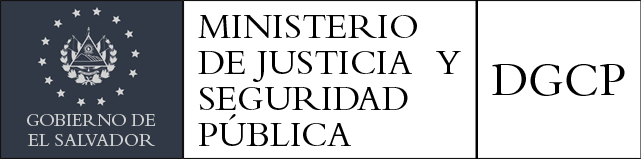 GOBIERNO DE
EL SALVADOR
MINISTERIO
DE JUSTICIA Y
SEGURIDAD
PÚBLICA
DGCP